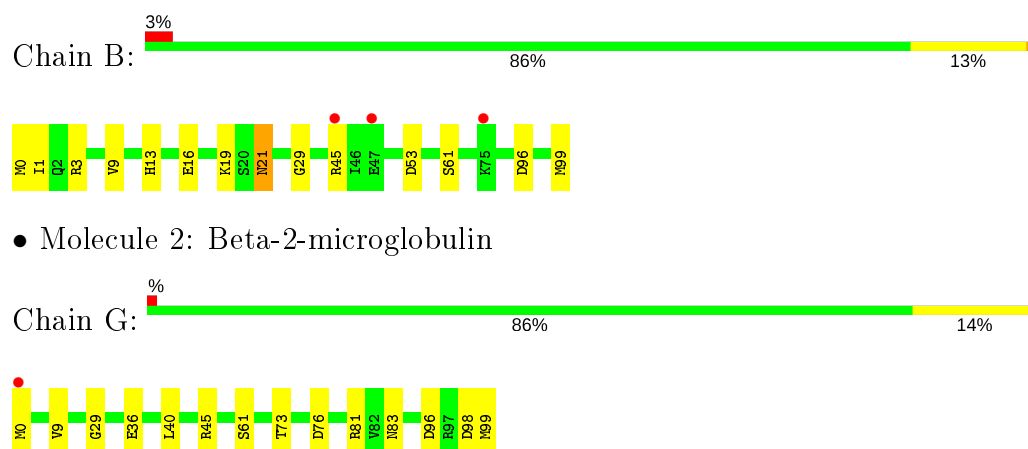 3%
Chain B:
86% 13%
M0 I1 Q2 R3 V9 H13 E16 K19 S20 N21 G29 R45 I46 E47 D53 S61 K75 D96 M99
• Molecule 2: Beta-2-microglobulin
%
Chain G:
86% 14%
M0 V9 G29 E36 L40 R45 S61 T73 D76 R81 V82 N83 D96 R97 D98 M99